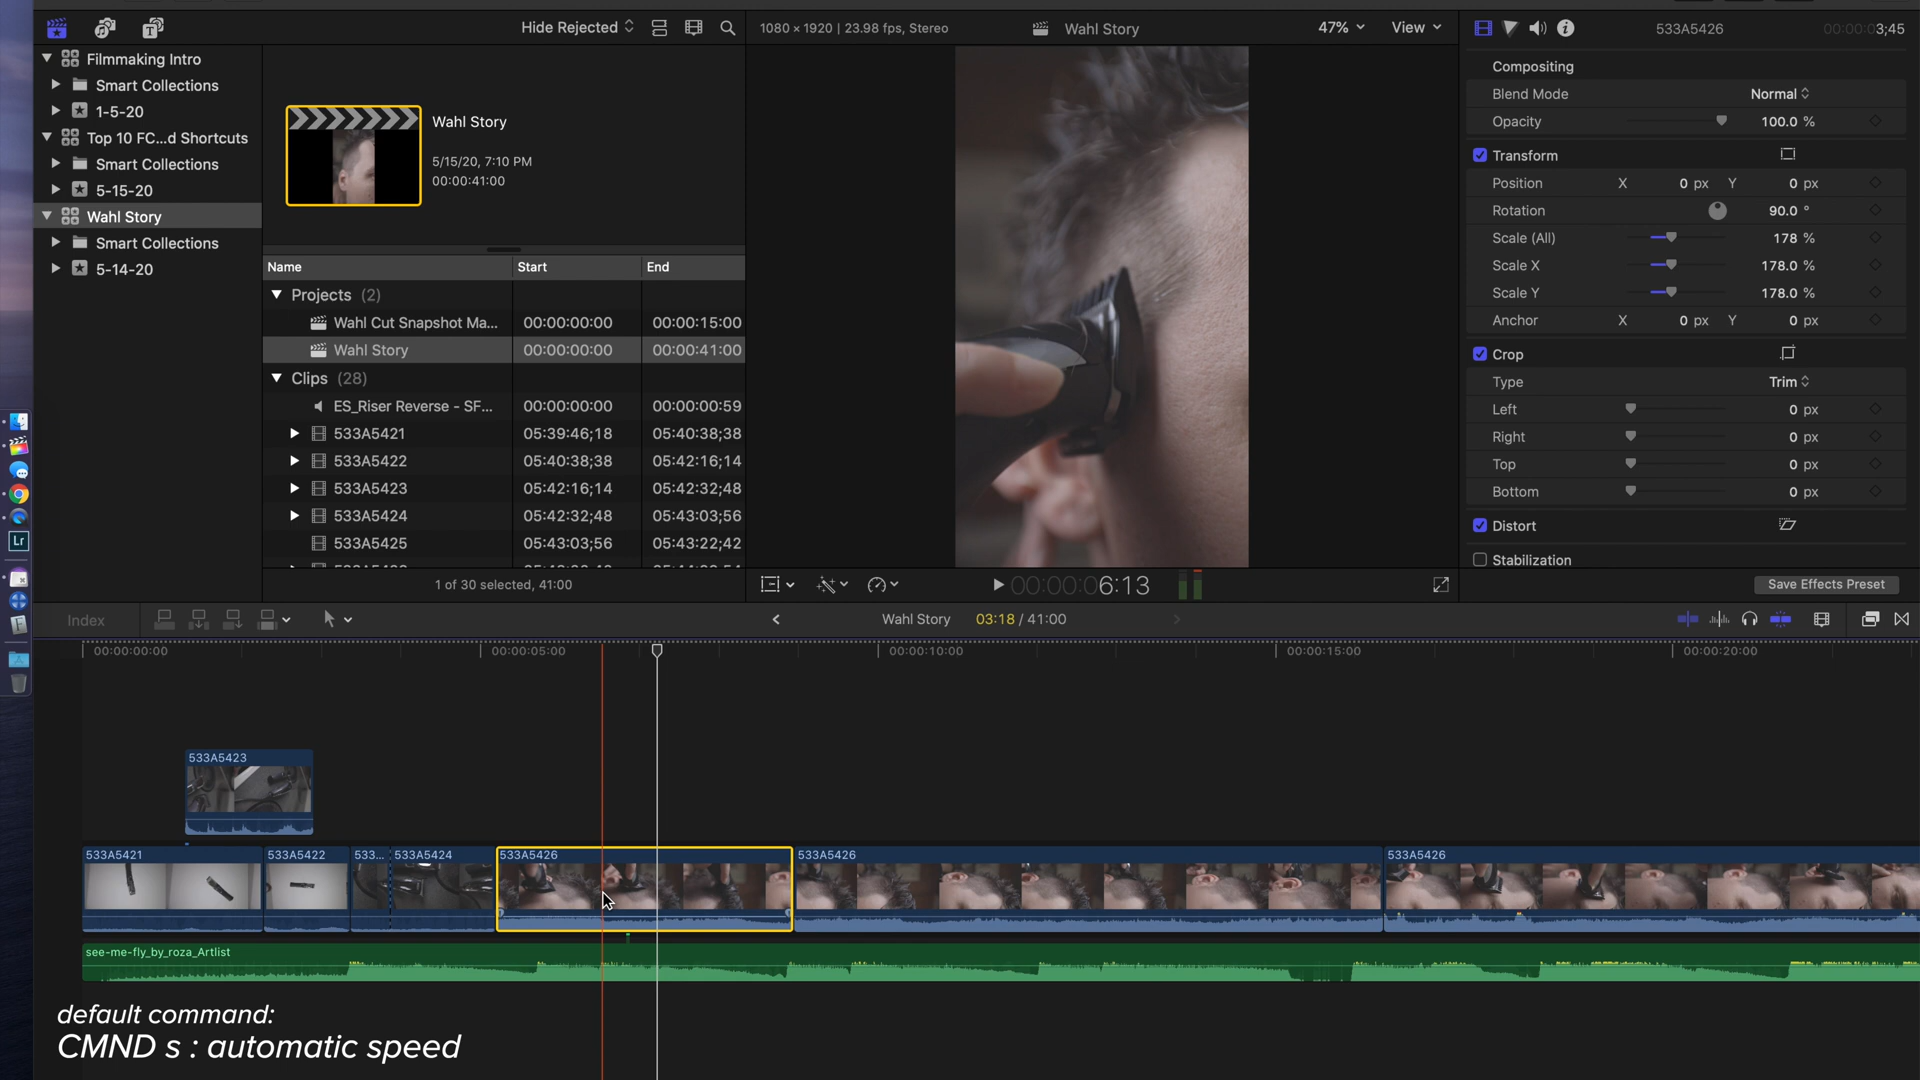 Hide Rejected
1080 × 1920 | 23.98 fps, Stereo
Wahl Story
47%
View
533A5426
00:00:03;45
Filmmaking Intro
Smart Collections
1-5-20
Top 10 FC...d Shortcuts
Smart Collections
5-15-20
Wahl Story
Smart Collections
5-14-20
Wahl Story
5/15/20, 7:10 PM
00:00:41:00
Name Start End
Projects (2)
Wahl Cut Snapshot Ma... 00:00:00:00 00:00:15:00
Wahl Story 00:00:00:00 00:00:41:00
Clips (28)
ES_Riser Reverse - SF... 00:00:00:00 00:00:00:59
533A5421 05:39:46;18 05:40:38;38
533A5422 05:40:38;38 05:42:16;14
533A5423 05:42:16;14 05:42:32;48
533A5424 05:42:32;48 05:43:03;56
533A5425 05:43:03;56 05:43:22;42
1 of 30 selected, 41:00
00:00:06:13
Compositing
Blend Mode Normal
Opacity 100.0 %
Transform
Position X 0 px Y 0 px
Rotation 90.0 °
Scale (All) 178 %
Scale X 178.0 %
Scale Y 178.0 %
Anchor X 0 px Y 0 px
Crop
Type Trim
Left 0 px
Right 0 px
Top 0 px
Bottom 0 px
Distort
Stabilization
Save Effects Preset
Lr
Index
Wahl Story 03:18 / 41:00
00:00:00:00 00:00:05:00 00:00:10:00 00:00:15:00 00:00:20:00
533A5423
533A5421 533A5422 533... 533A5424 533A5426 533A5426 533A5426
see-me-fly_by_roza_Artlist
default command:
CMND s : automatic speed